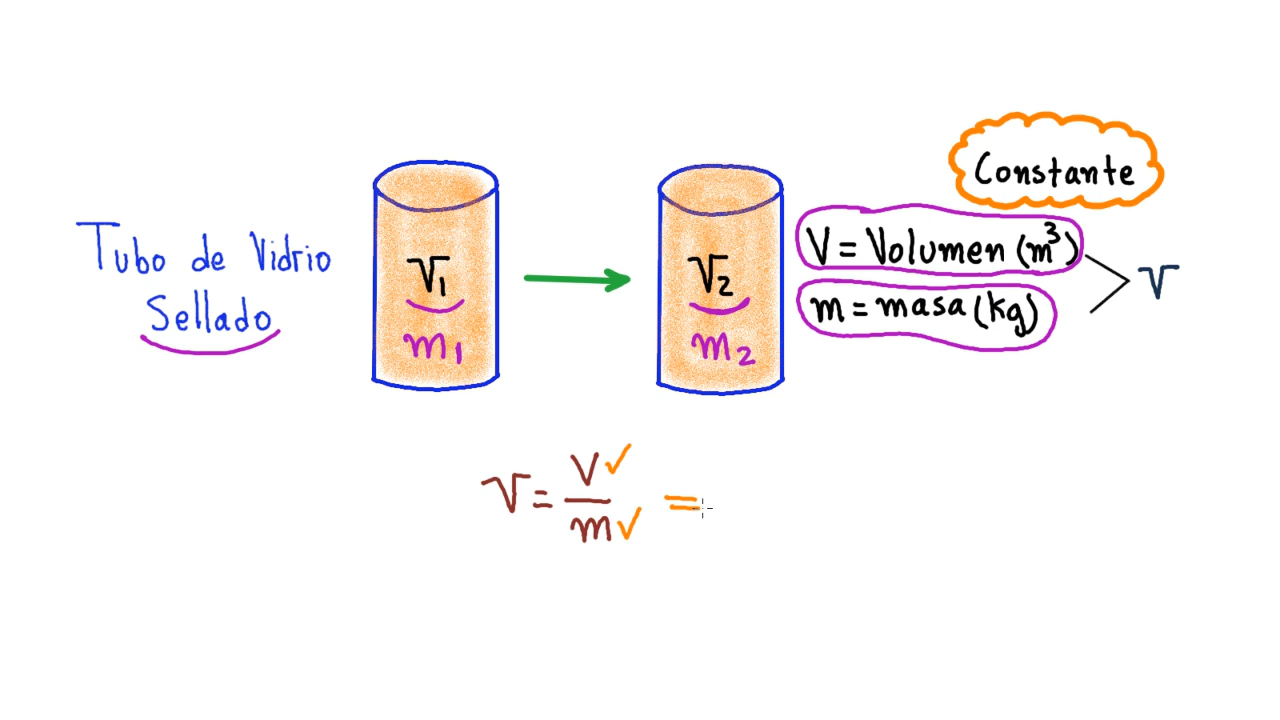 Constante
Tubo de Vidrio
Sellado
V1
m1
V2
m2
V = Volumen (m³)
m = masa (kg)
V
V = V✓ / m✓ =